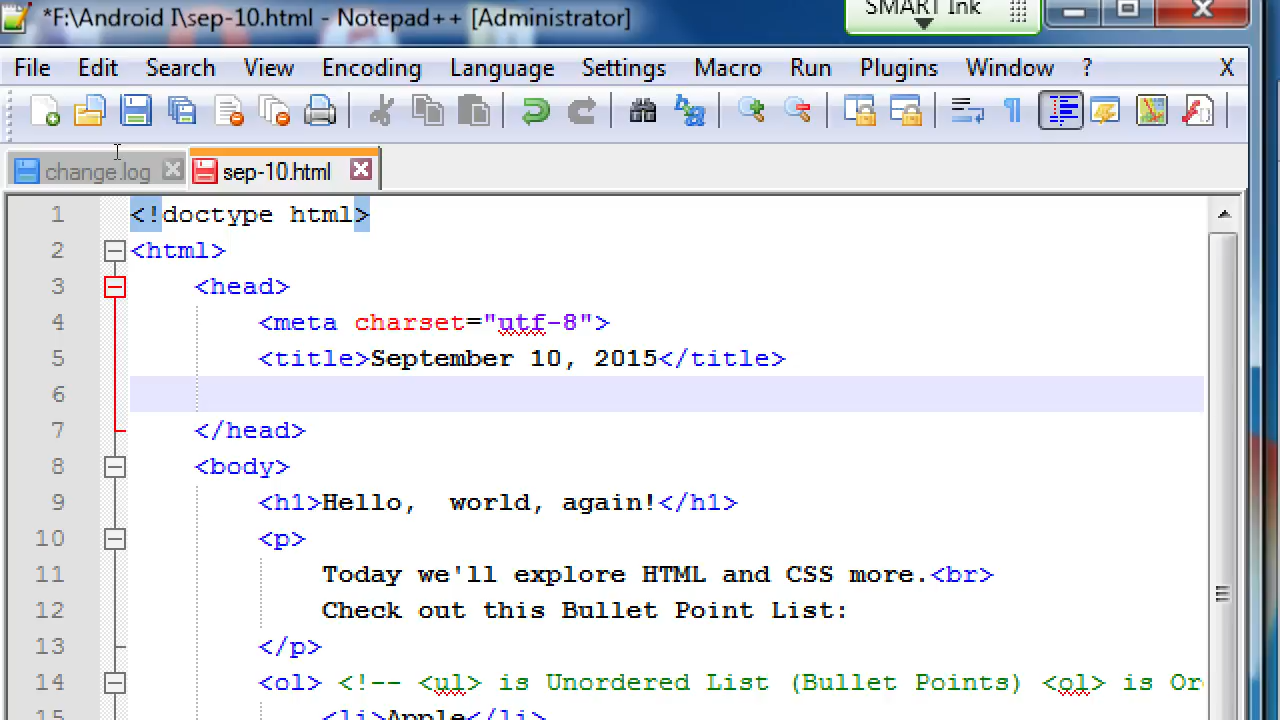 *F:\Android I\sep-10.html - Notepad++ [Administrator]
SMART Ink
File Edit Search View Encoding Language Settings Macro Run Plugins Window ? X
change.log sep-10.html
1 <!doctype html>
2 <html>
3 <head>
4 <meta charset="utf-8">
5 <title>September 10, 2015</title>
6
7 </head>
8 <body>
9 <h1>Hello,  world, again!</h1>
10 <p>
11 Today we'll explore HTML and CSS more.<br>
12 Check out this Bullet Point List:
13 </p>
14 <ol> <!-- <ul> is Unordered List (Bullet Points) <ol> is Or
15 <li>Apple</li>